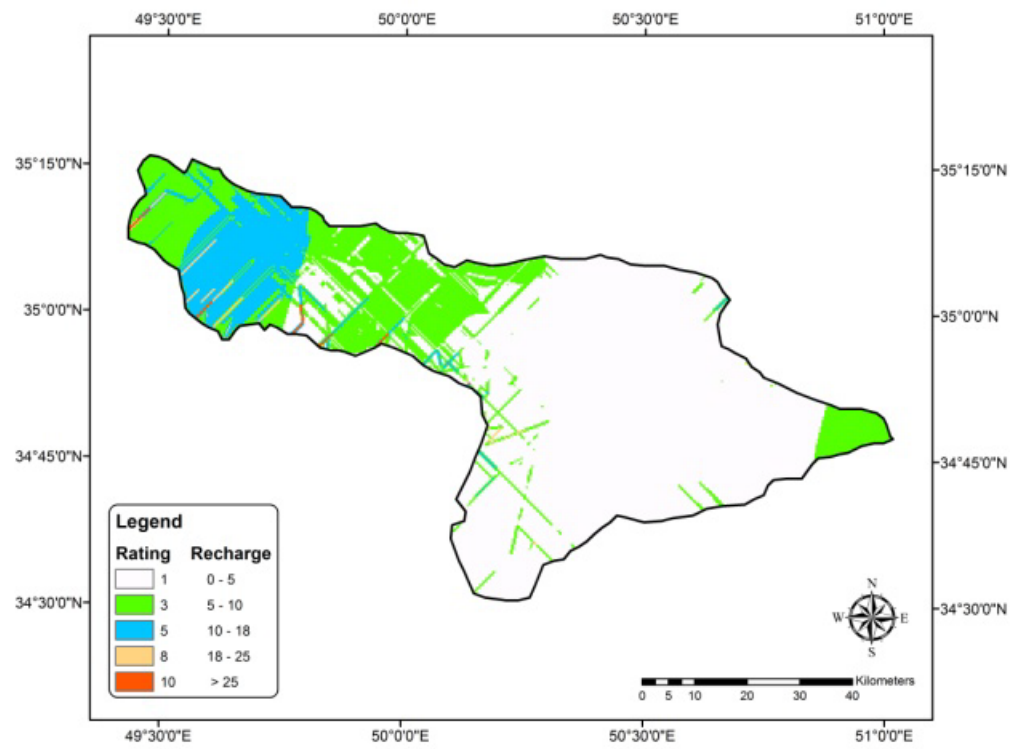 49°30'0"E 50°0'0"E 50°30'0"E 51°0'0"E
35°15'0"N 35°15'0"N
35°0'0"N 35°0'0"N
34°45'0"N 34°45'0"N
34°30'0"N 34°30'0"N
Legend
Rating Recharge
1 0 - 5
3 5 - 10
5 10 - 18
8 18 - 25
10 > 25
N
W E
S
Kilometers
0 5 10 20 30 40
49°30'0"E 50°0'0"E 50°30'0"E 51°0'0"E